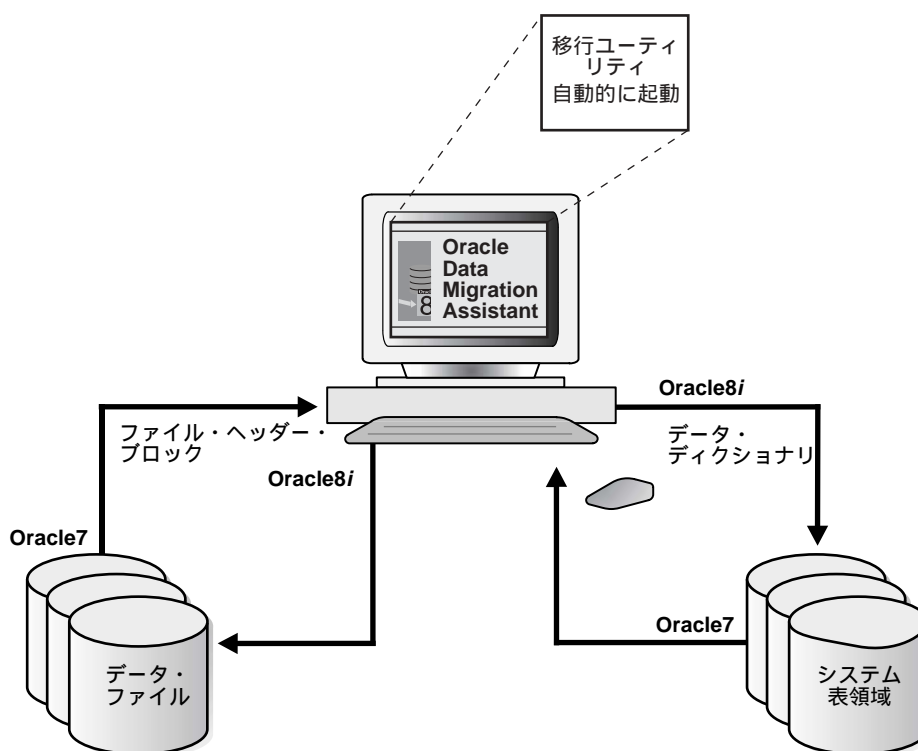 移行ユーティ
リティ
自動的に起動
Oracle
Data
Migration
Assistant
8
Oracle8i
ファイル・ヘッダー・
ブロック
データ・
ディクショナリ
Oracle8i
Oracle7
Oracle7
データ・
ファイル
システム
表領域